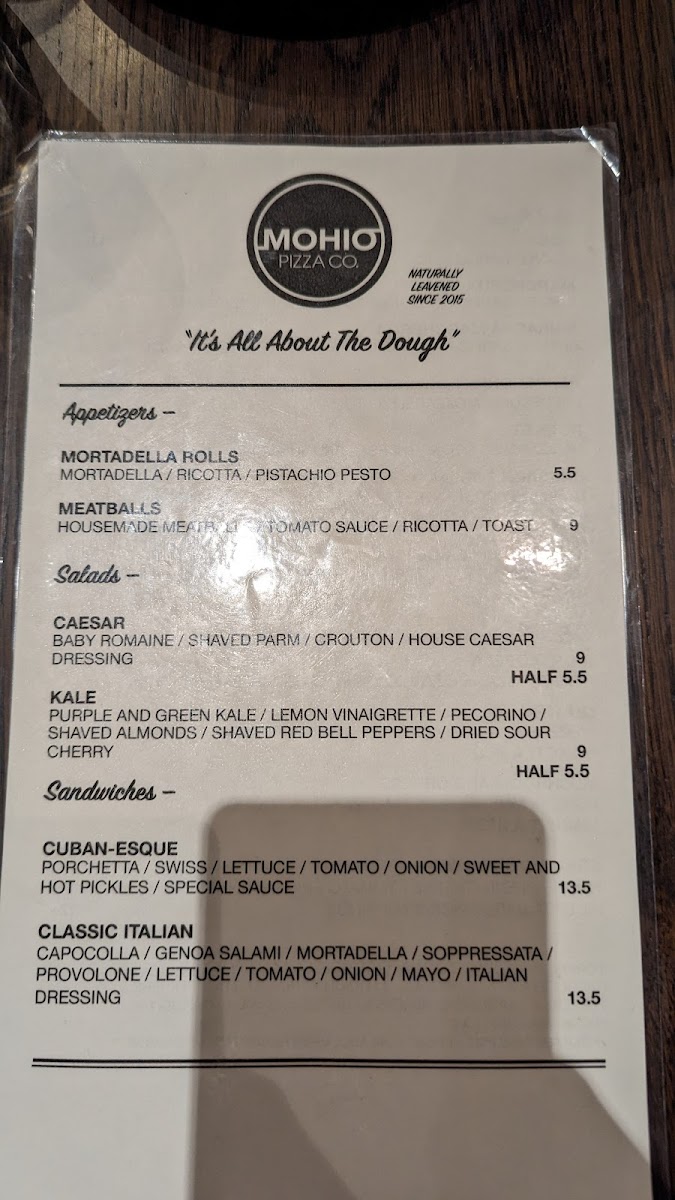 MOHIO
PIZZA CO.
NATURALLY
LEAVENED
SINCE 2015
"It's All About The Dough"
Appetizers –
MORTADELLA ROLLS
MORTADELLA / RICOTTA / PISTACHIO PESTO 5.5
MEATBALLS
HOUSEMADE MEATBALLS / TOMATO SAUCE / RICOTTA / TOAST 9
Salads –
CAESAR
BABY ROMAINE / SHAVED PARM / CROUTON / HOUSE CAESAR
DRESSING 9
HALF 5.5
KALE
PURPLE AND GREEN KALE / LEMON VINAIGRETTE / PECORINO /
SHAVED ALMONDS / SHAVED RED BELL PEPPERS / DRIED SOUR
CHERRY 9
HALF 5.5
Sandwiches –
CUBAN-ESQUE
PORCHETTA / SWISS / LETTUCE / TOMATO / ONION / SWEET AND
HOT PICKLES / SPECIAL SAUCE 13.5
CLASSIC ITALIAN
CAPOCOLLA / GENOA SALAMI / MORTADELLA / SOPPRESSATA /
PROVOLONE / LETTUCE / TOMATO / ONION / MAYO / ITALIAN
DRESSING 13.5